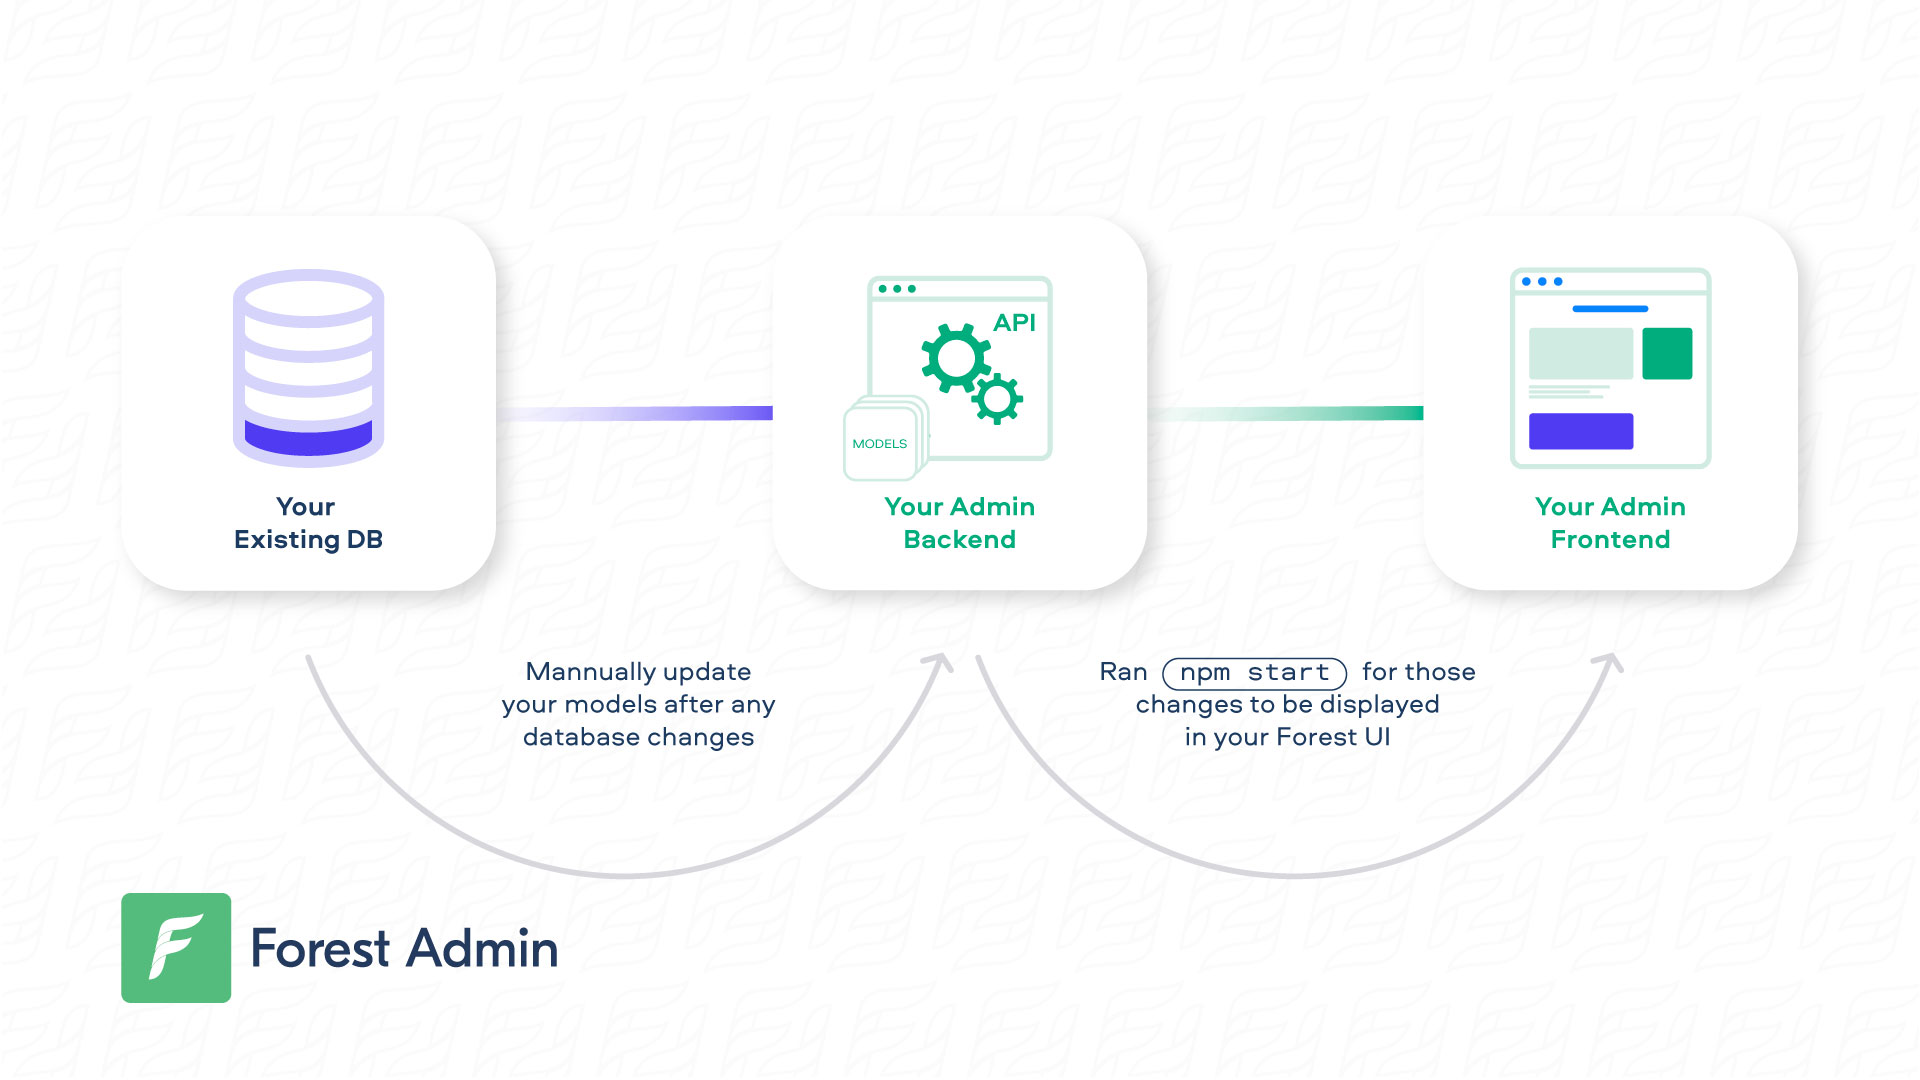 API
MODELS
Your
Existing DB
Your Admin
Backend
Your Admin
Frontend
Mannually update
your models after any
database changes
Ran npm start for those
changes to be displayed
in your Forest UI
Forest Admin